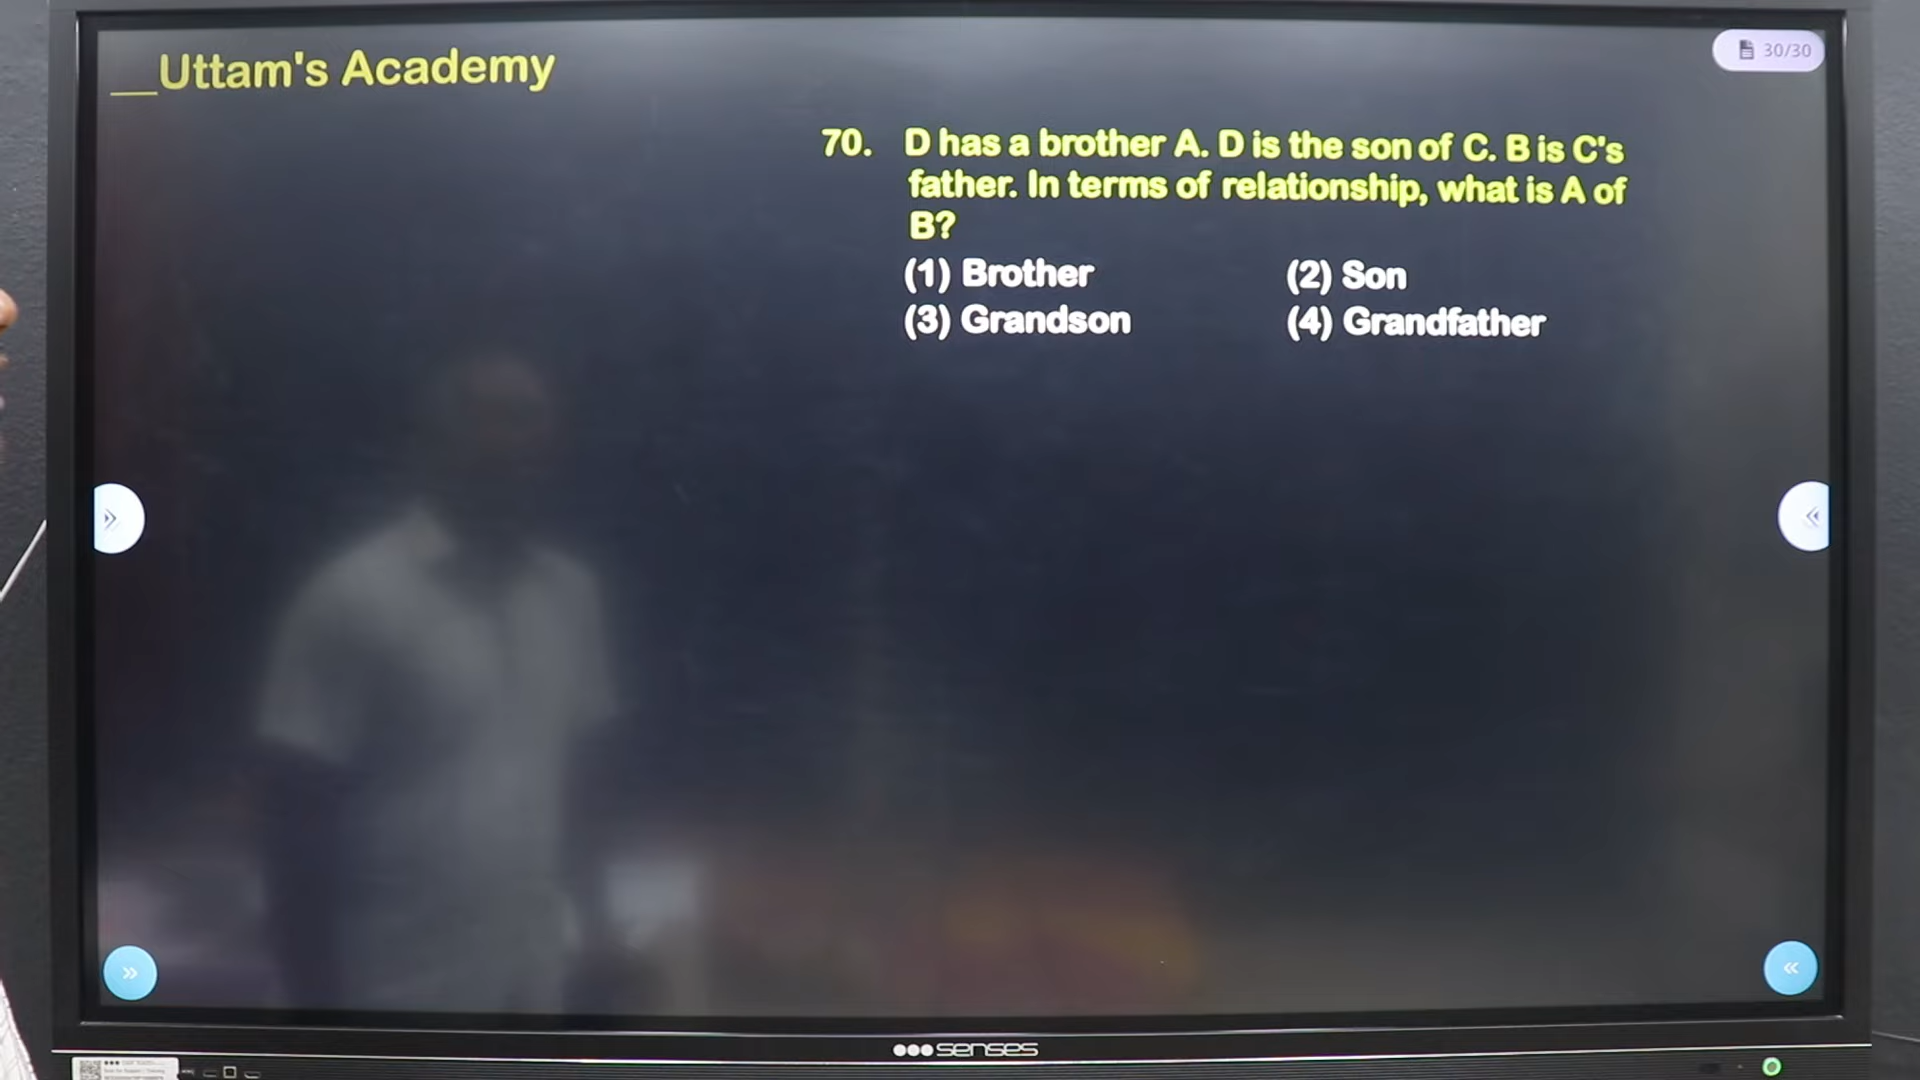 __Uttam's Academy
30/30
70. D has a brother A. D is the son of C. B is C's
father. In terms of relationship, what is A of
B?
(1) Brother (2) Son
(3) Grandson (4) Grandfather
senses